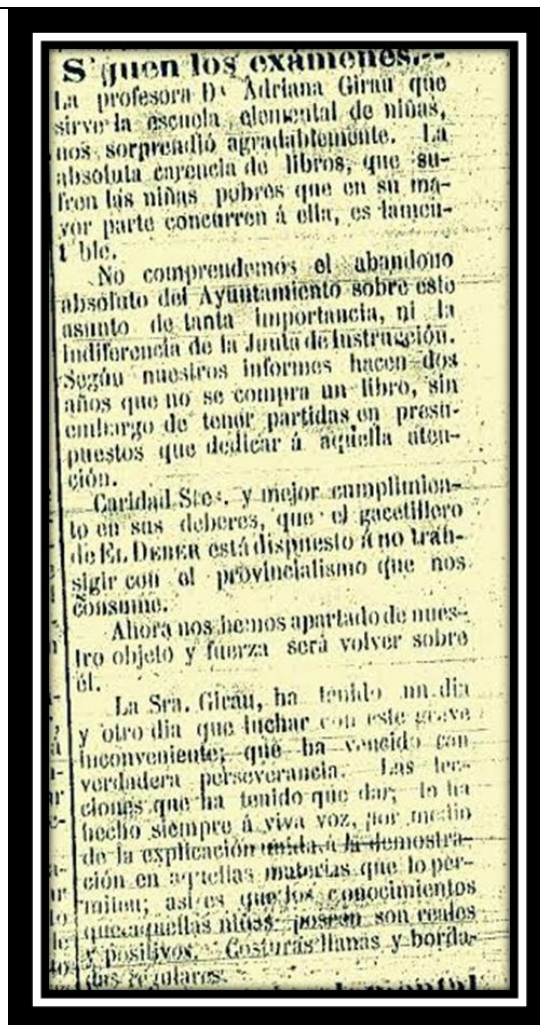 Siguen los exámenes.--
La profesora Dª Adriana Girau que
sirve la escuela elemental de niñas,
nos sorprendió agradablemente. La
absoluta carencia de libros, que su-
fren las niñas pobres que en su ma-
yor parte concurren á ella, es lamen-
t ble.
No comprendemos el abandono
absoluto del Ayuntamiento sobre este
asunto de tanta importancia, ni la
indiferencia de la Junta de Instrucción.
Según nuestros informes hacen dos
años que no se compra un libro, sin
embargo de tener partidas en presu-
puestos que dedicar á aquella aten-
ción.
Caridad Sres. y mejor cumplimien-
to en sus deberes, que el gacetillero
de EL DEBER está dispuesto á no tran-
sigir con el provincialismo que nos
consume.
Ahora nos hemos apartado de nues-
tro objeto y fuerza será volver sobre
él.
La Sra. Girau, ha tenido un dia
y otro dia que luchar con este grave
inconveniente; que ha vencido con
verdadera perseverancia. Las lec-
ciones que ha tenido que dar; lo ha
hecho siempre á viva voz, por medio
de la explicación unida á la demostra-
ción en aquellas materias que lo per-
miten; así es que los conocimientos
que aquellas niñas poseen son reales
y positivos. Costuras llanas y borda-
das regulares.